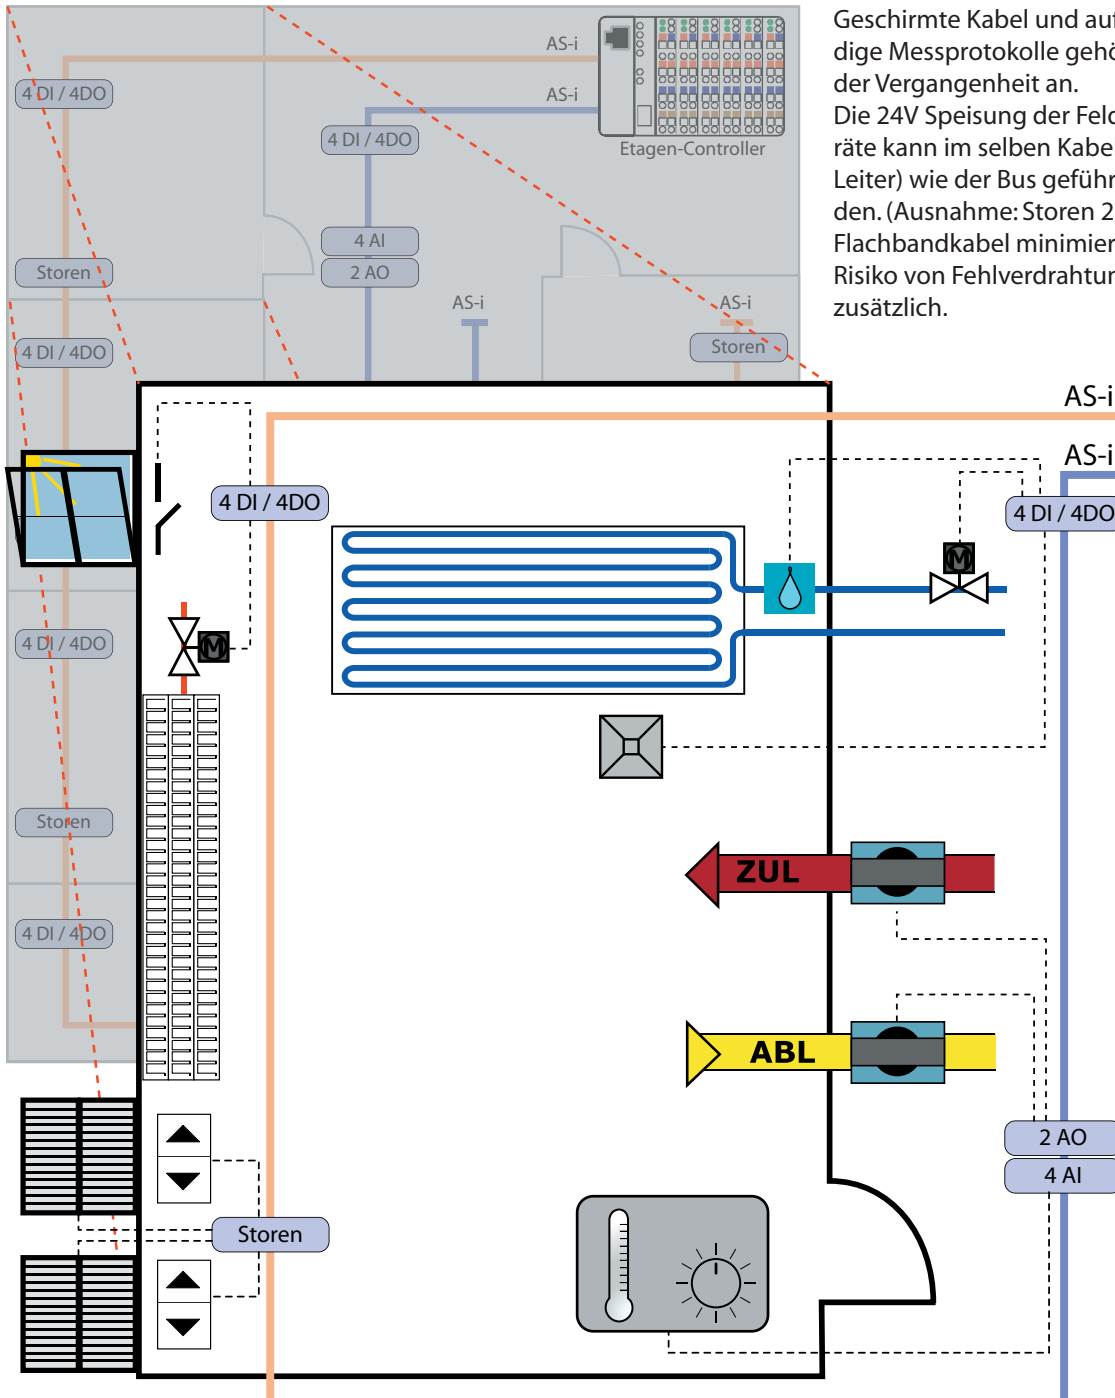 Geschirmte Kabel und auf
dige Messprotokolle gehö
der Vergangenheit an.
Die 24V Speisung der Feld
räte kann im selben Kabe
Leiter) wie der Bus geführ
den. (Ausnahme: Storen 2
Flachbandkabel minimier
Risiko von Fehlverdrahtun
zusätzlich.
AS-i
AS-i
Etagen-Controller
4 DI / 4DO
4 DI / 4DO
4 AI
2 AO
Storen
AS-i
AS-i
Storen
4 DI / 4DO
AS-i
AS-i
4 DI / 4DO
4 DI / 4DO
M
M
4 DI / 4DO
Storen
ZUL
4 DI / 4DO
ABL
2 AO
4 AI
Storen